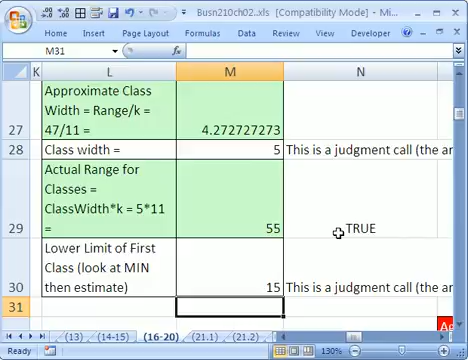 Busn210ch02...xls [Compatibility Mode] - Mi...
Home Insert Page Layout Formulas Data Review View Developer
M31 fx
K L M N
Approximate Class
Width = Range/k =
27 47/11 = 4.272727273
28 Class width = 5 This is a judgment call (the ar
Actual Range for
Classes =
ClassWidth*k = 5*11
29 = 55 TRUE
Lower Limit of First
Class (look at MIN
30 then estimate) 15 This is a judgment call (the ar
31
(13) (14-15) (16-20) (21.1) (21.2)
Ready 130%